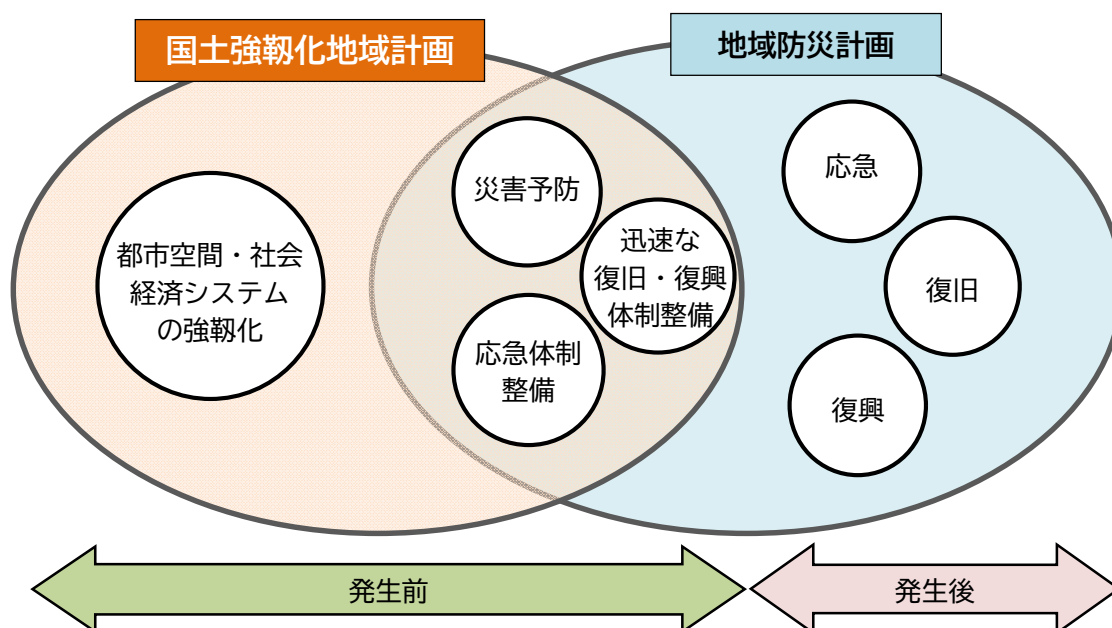 国土強靱化地域計画
地域防災計画
都市空間・社会
経済システム
の強靱化
災害予防
迅速な
復旧・復興
体制整備
応急体制
整備
応急
復旧
復興
発生前
発生後